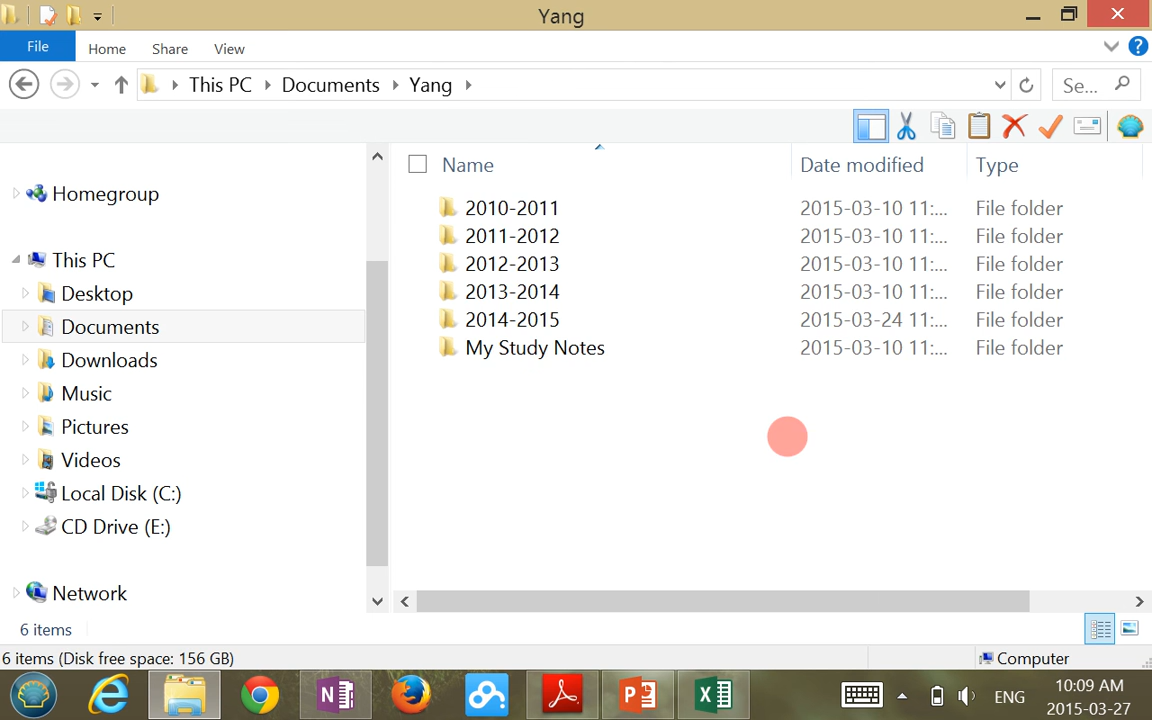 Yang
File Home Share View
This PC Documents Yang Se...
Name Date modified Type
Homegroup
This PC
Desktop
Documents
Downloads
Music
Pictures
Videos
Local Disk (C:)
CD Drive (E:)
Network
2010-2011 2015-03-10 11:... File folder
2011-2012 2015-03-10 11:... File folder
2012-2013 2015-03-10 11:... File folder
2013-2014 2015-03-10 11:... File folder
2014-2015 2015-03-24 11:... File folder
My Study Notes 2015-03-10 11:... File folder
6 items
6 items (Disk free space: 156 GB) Computer
ENG 10:09 AM
2015-03-27